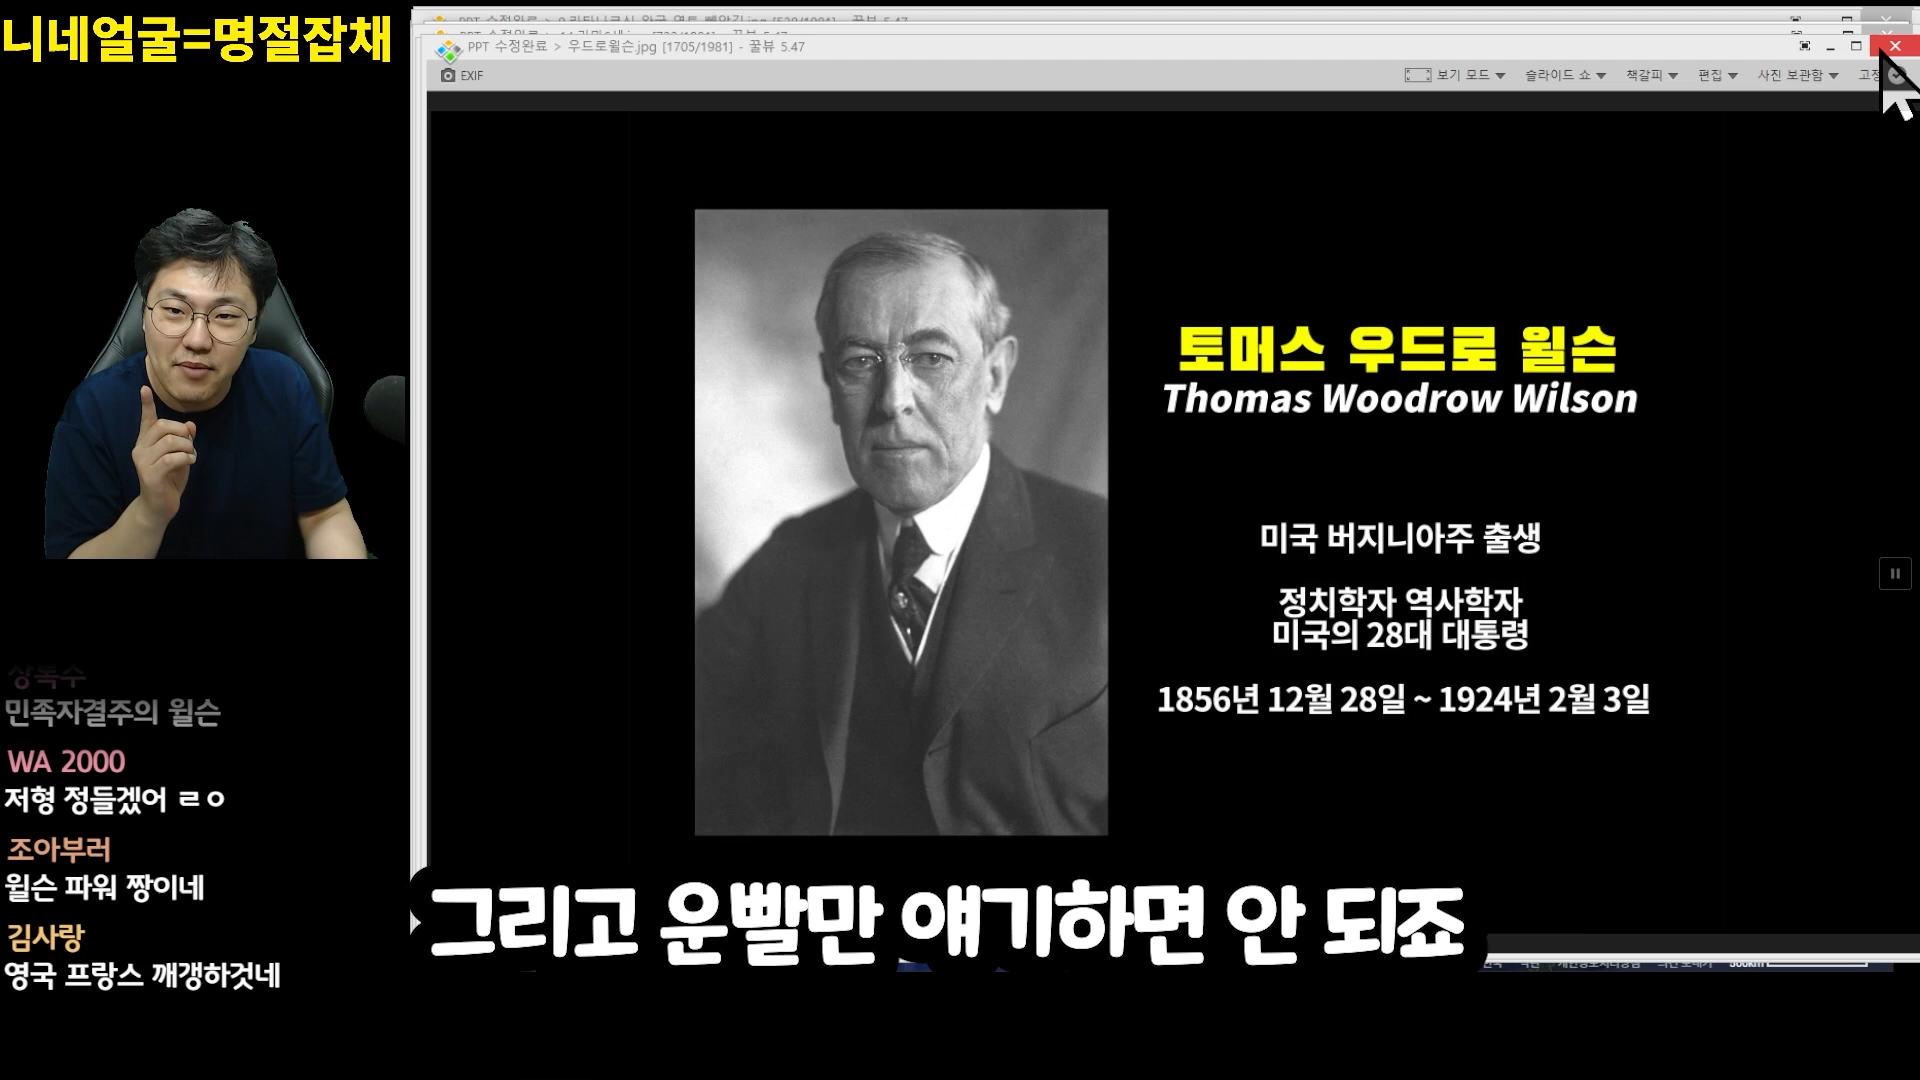 니네얼굴=명절잡채
PPT 수정완료 > 우드로윌슨.jpg [1705/1981] - 꿀뷰 5.47
EXIF
보기 모드
슬라이드 쇼
책갈피
편집
사진 보관함
고정
토머스 우드로 윌슨
Thomas Woodrow Wilson
미국 버지니아주 출생
정치학자 역사학자
미국의 28대 대통령
1856년 12월 28일 ~ 1924년 2월 3일
민족자결주의 윌슨
WA 2000
저형 정들겠어 ㄹㅇ
조아부러
윌슨 파워 짱이네
김사랑
영국 프랑스 깨갱하것네
그리고 운빨만 얘기하면 안 되죠